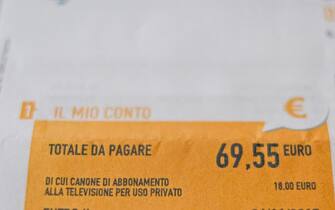 1 IL MIO CONTO €
TOTALE DA PAGARE 69,55 EURO
DI CUI CANONE DI ABBONAMENTO
ALLA TELEVISIONE PER USO PRIVATO 18,00 EURO